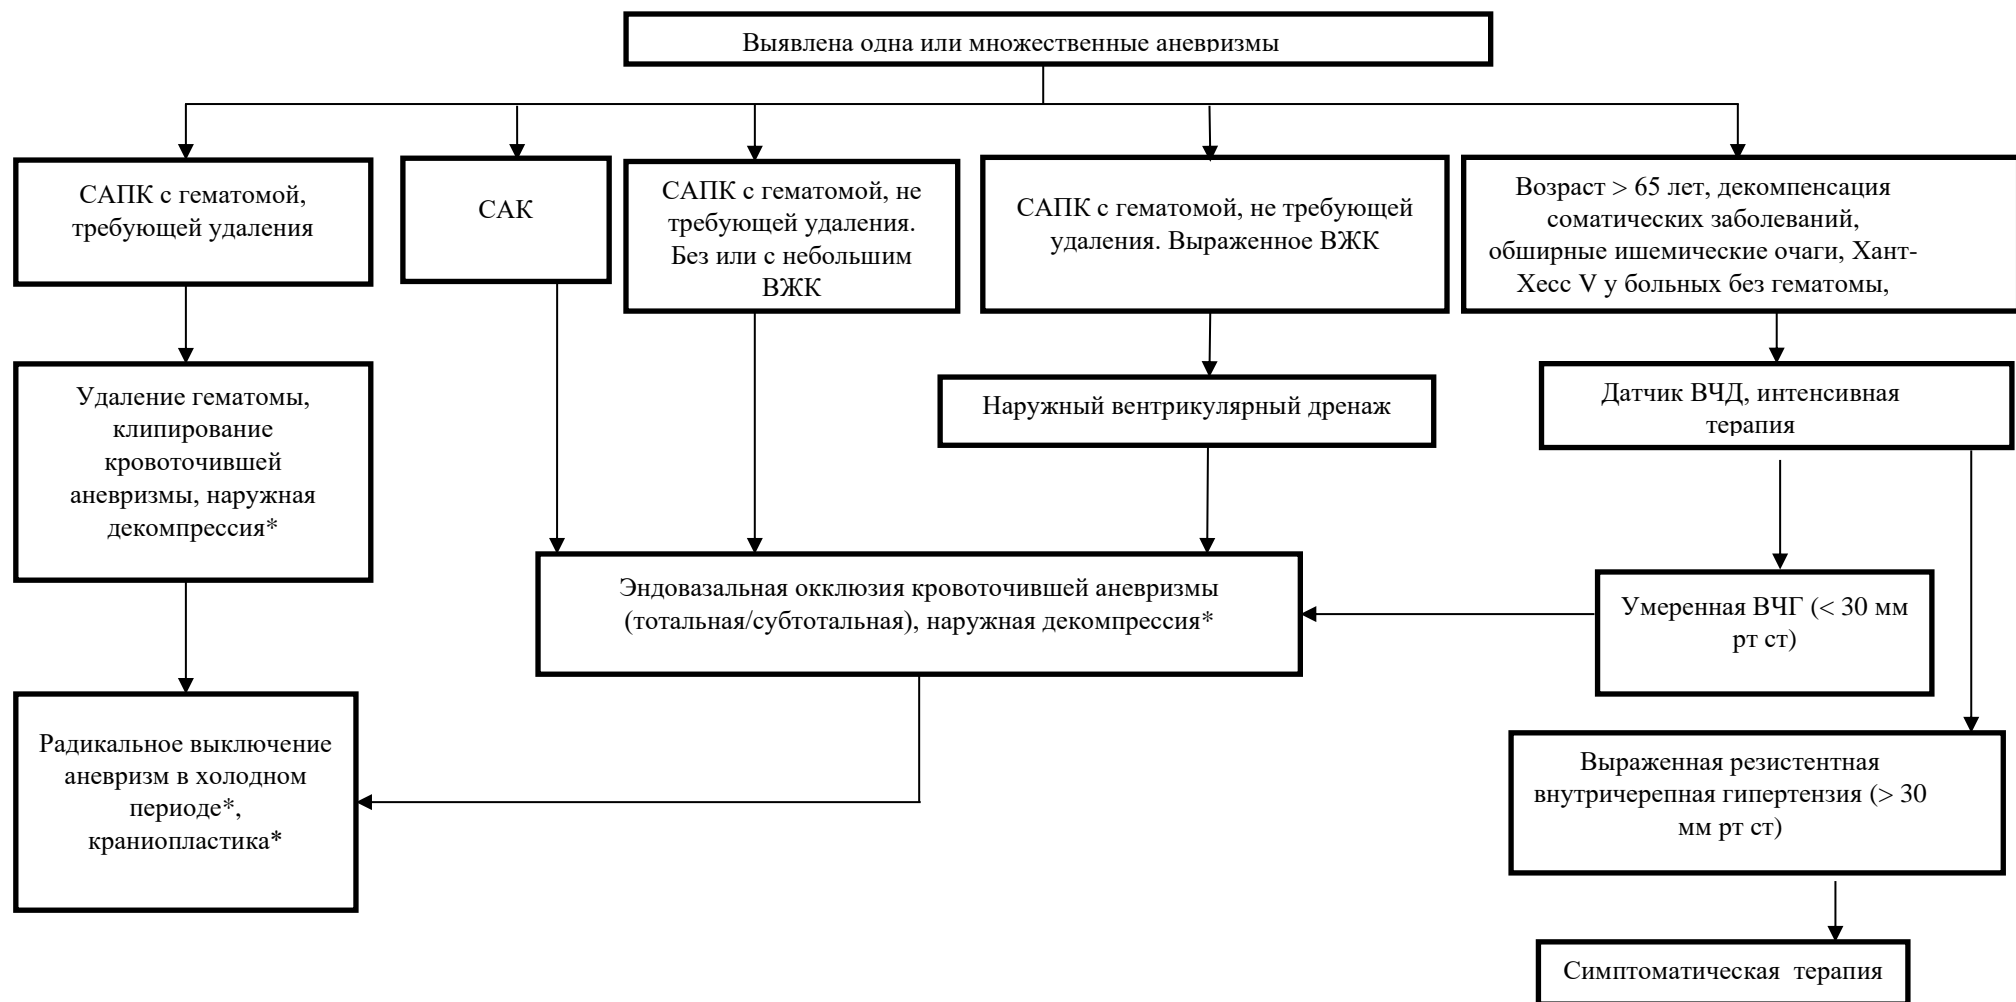 Выявлена одна или множественные аневризмы
САПК с гематомой,
требующей удаления
САК
САПК с гематомой, не
требующей удаления.
Без или с небольшим
ВЖК
САПК с гематомой, не требующей
удаления. Выраженное ВЖК
Возраст > 65 лет, декомпенсация
соматических заболеваний,
обширные ишемические очаги, Хант-
Хесс V у больных без гематомы,
Удаление гематомы,
клипирование
кровоточившей
аневризмы, наружная
декомпрессия*
Наружный вентрикулярный дренаж
Датчик ВЧД, интенсивная
терапия
Эндовазальная окклюзия кровоточившей аневризмы
(тотальная/субтотальная), наружная декомпрессия*
Умеренная ВЧГ (< 30 мм
рт ст)
Радикальное выключение
аневризм в холодном
периоде*,
краниопластика*
Выраженная резистентная
внутричерепная гипертензия (> 30
мм рт ст)
Симптоматическая терапия